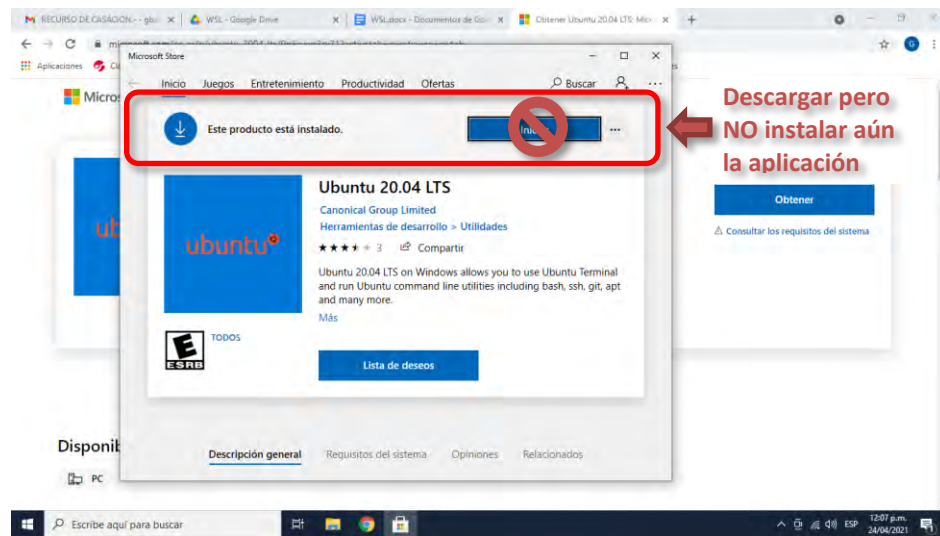 RECURSO DE CASACION - - gbu
WSL - Google Drive
WSL.docx - Documentos de Goo
Obtener Ubuntu 20.04 LTS: Micr
Aplicaciones
Microsoft Store
Inicio Juegos Entretenimiento Productividad Ofertas
Buscar
Este producto está instalado.
Descargar pero
NO instalar aún
la aplicación
Ubuntu 20.04 LTS
Canonical Group Limited
Herramientas de desarrollo > Utilidades
3 Compartir
Ubuntu 20.04 LTS on Windows allows you to use Ubuntu Terminal
and run Ubuntu command line utilities including bash, ssh, git, apt
and many more.
Más
ubuntu
E
ESRB
TODOS
Lista de deseos
Obtener
Consultar los requisitos del sistema
Descripción general Requisitos del sistema Opiniones Relacionados
PC
Escribe aquí para buscar
ESP
12:07 p.m.
24/04/2021